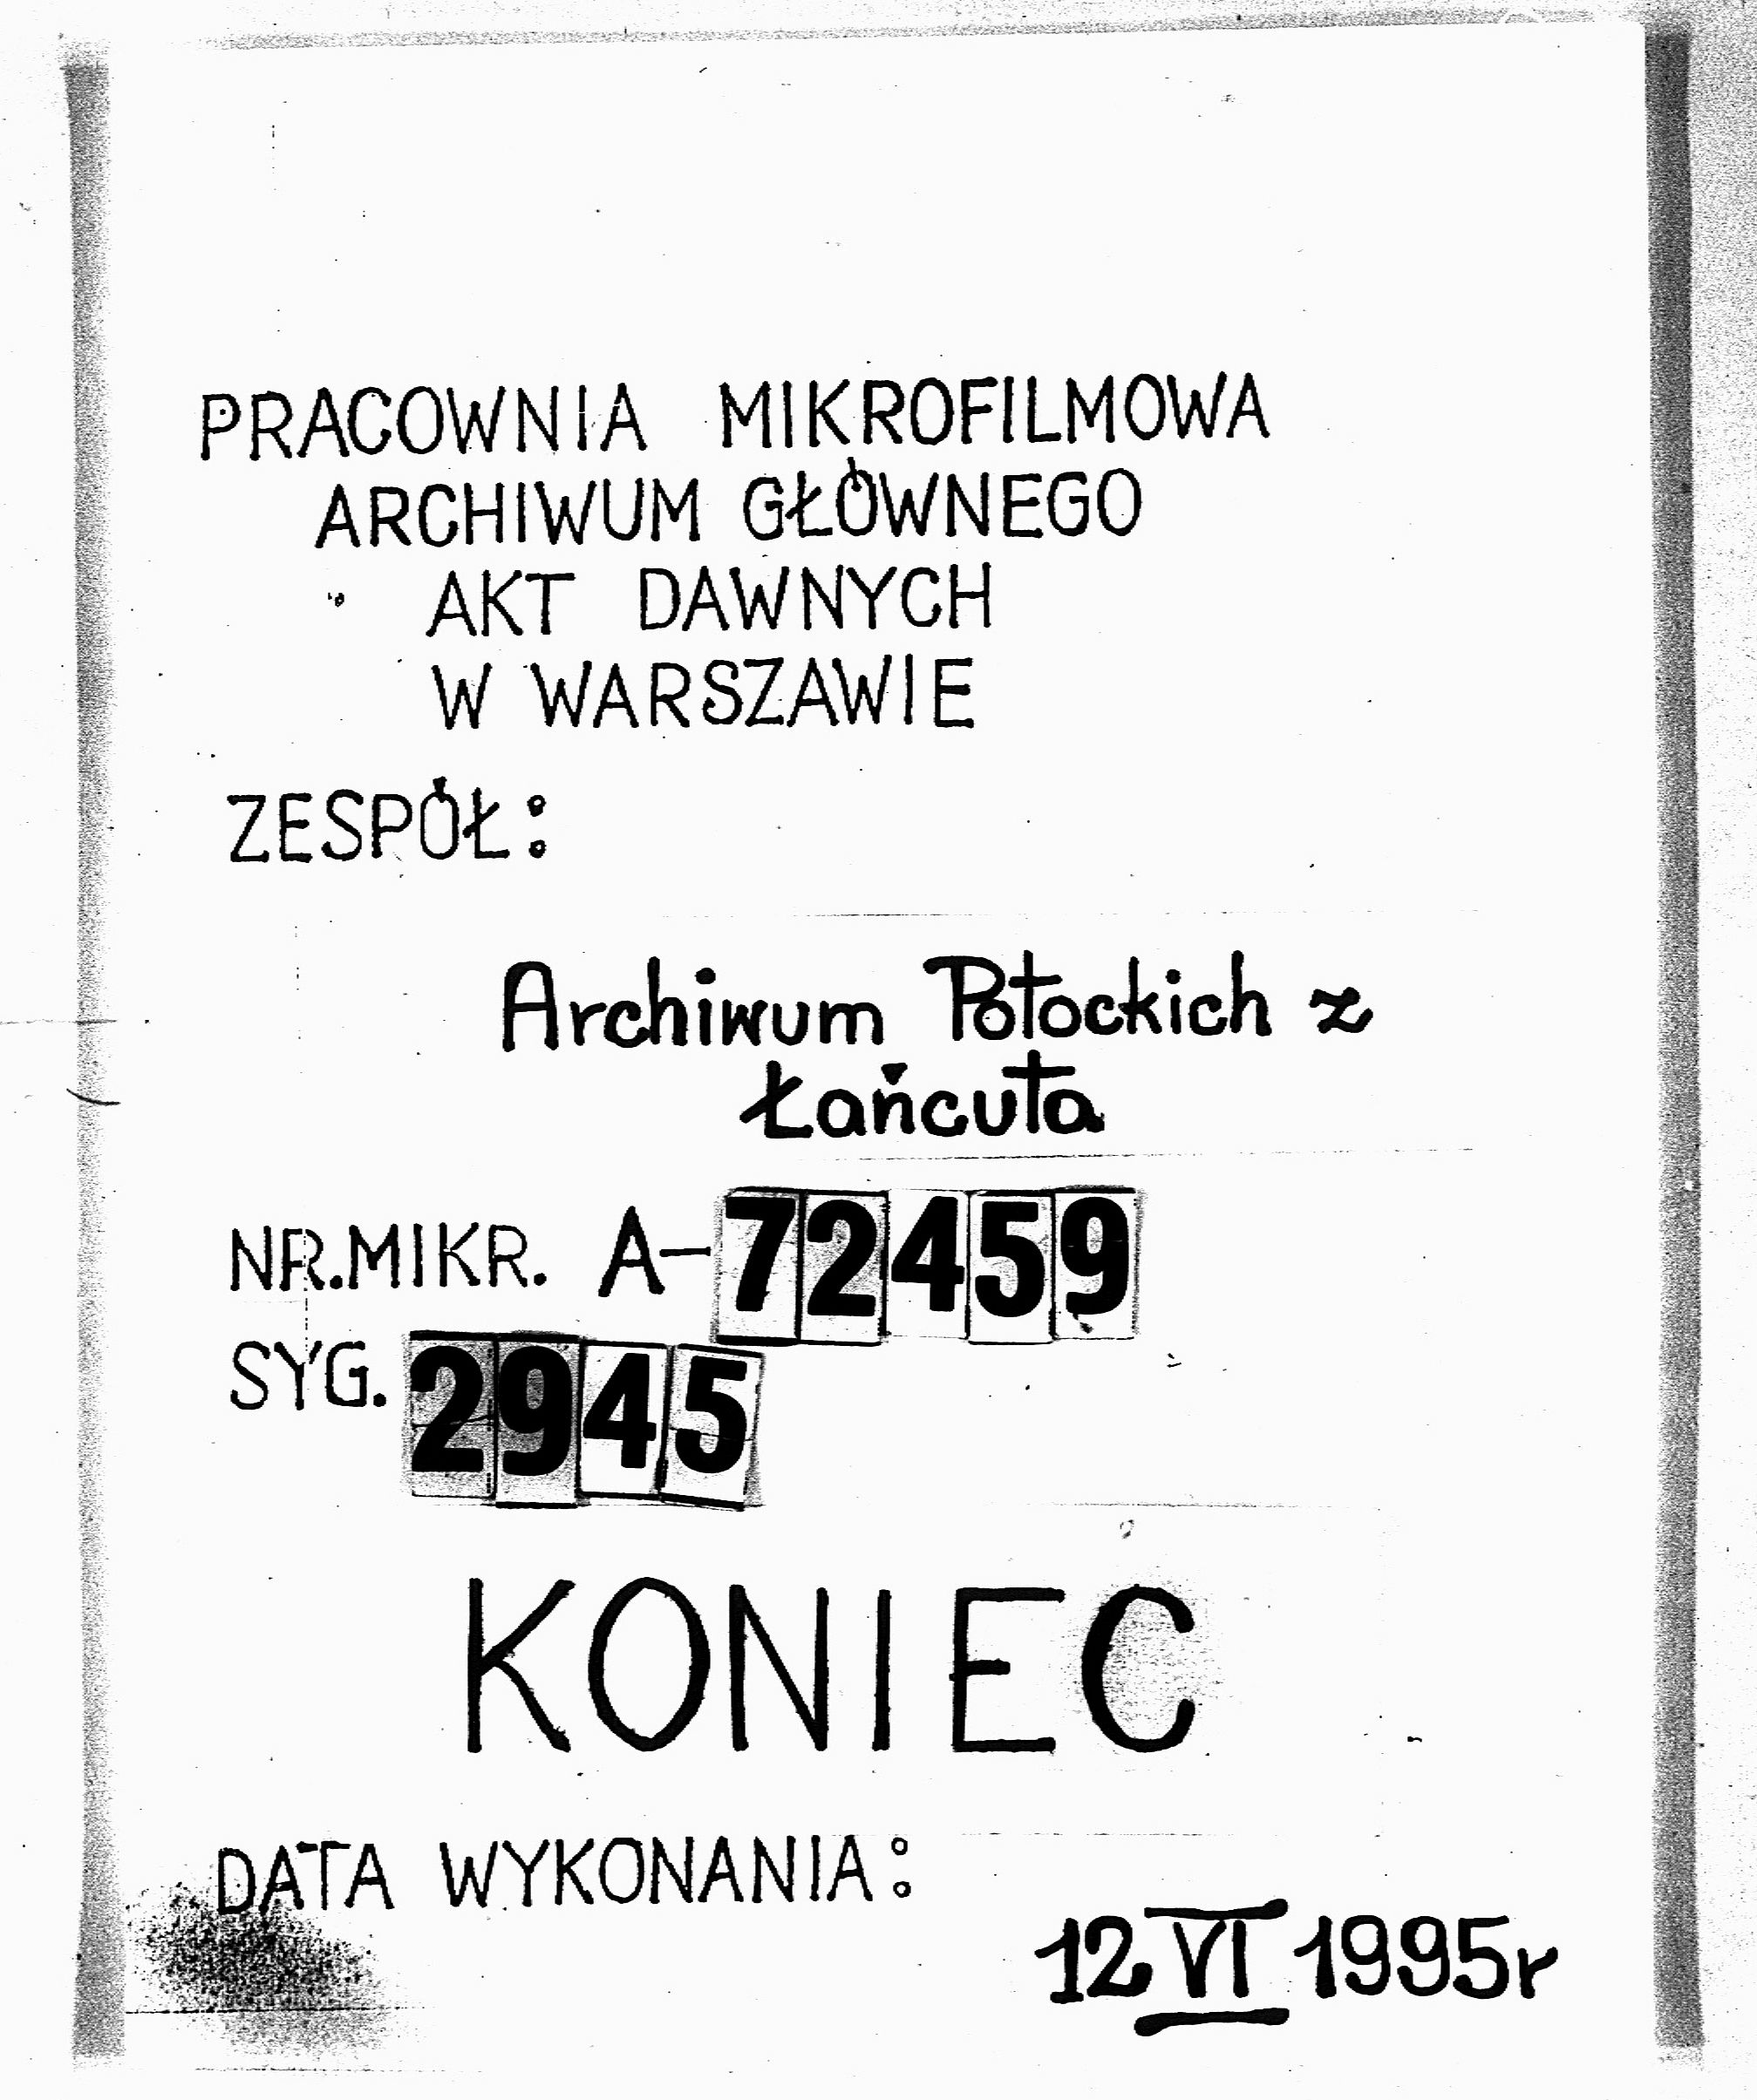 PRACOWNIA MIKROFILMOWA
ARCHIWUM GŁÓWNEGO
AKT DAWNYCH
W WARSZAWIE
ZESPÓŁ:
Archiwum Potockich z
Łańcuta
NR.MIKR. A-72459
SYG. 2945
KONIEC
DATA WYKONANIA:
12 VI 1995r